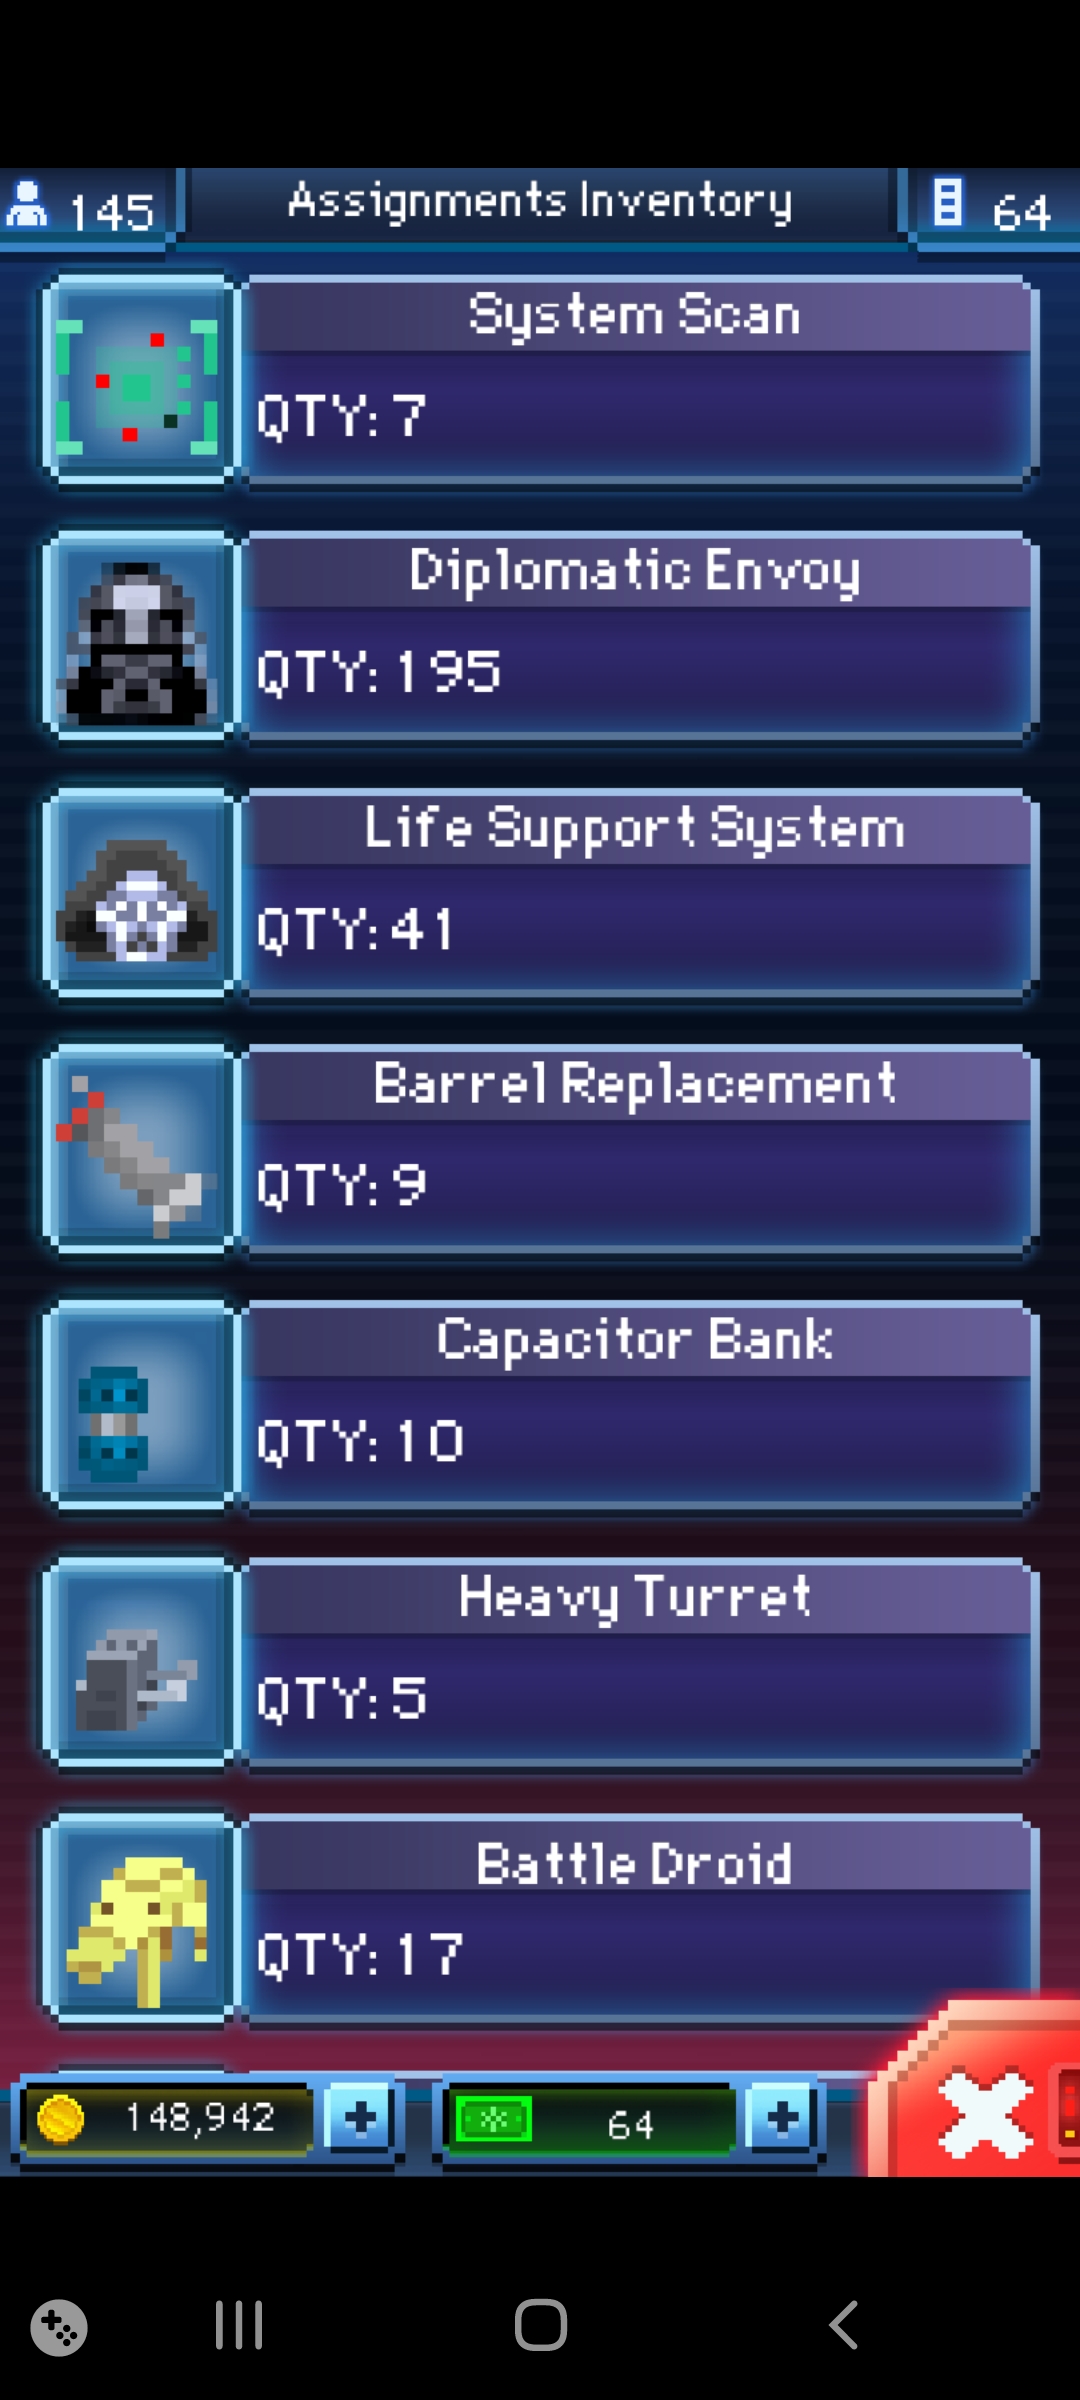 145
Assignments Inventory
64
System Scan
QTY: 7
Diplomatic Envoy
QTY: 195
Life Support System
QTY: 41
Barrel Replacement
QTY: 9
Capacitor Bank
QTY: 10
Heavy Turret
QTY: 5
Battle Droid
QTY: 17
148,942
64